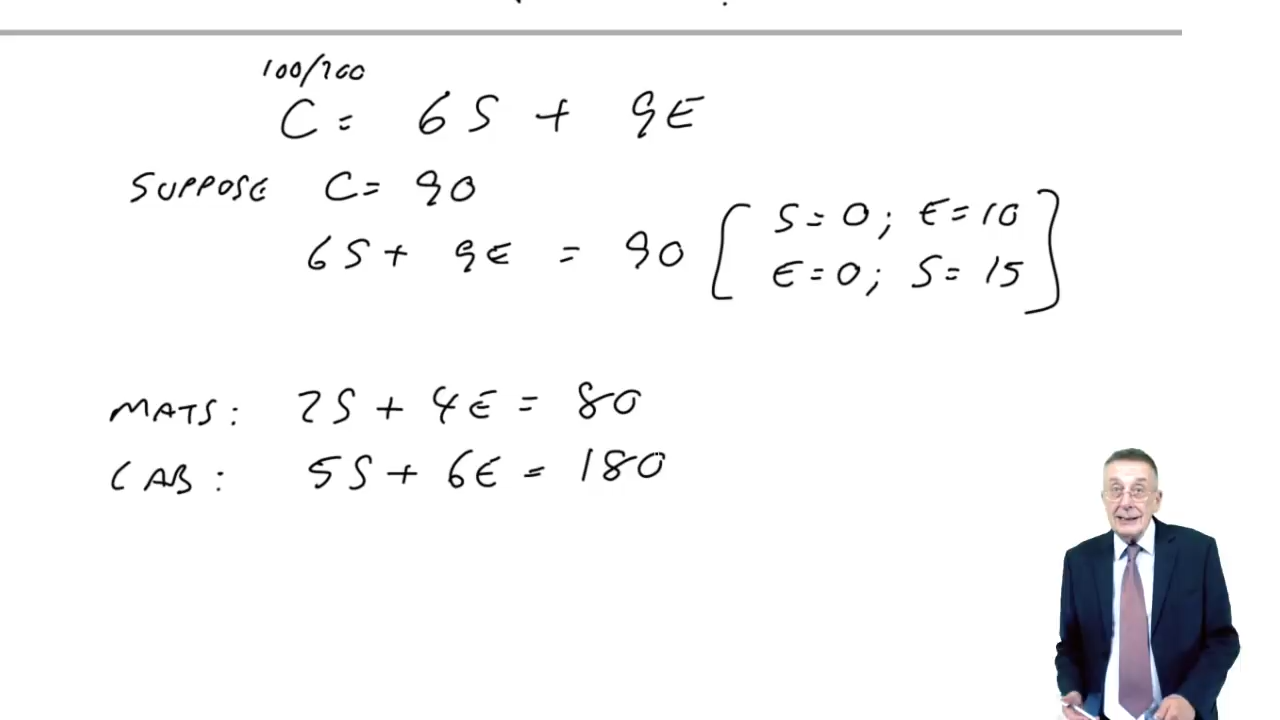 100/200
C = 6S + 9E
SUPPOSE C = 90
6S + 9E = 90 [ S = 0; E = 10
E = 0; S = 15 ]
MATS: 2S + 4E = 80
LAB: 5S + 6E = 180